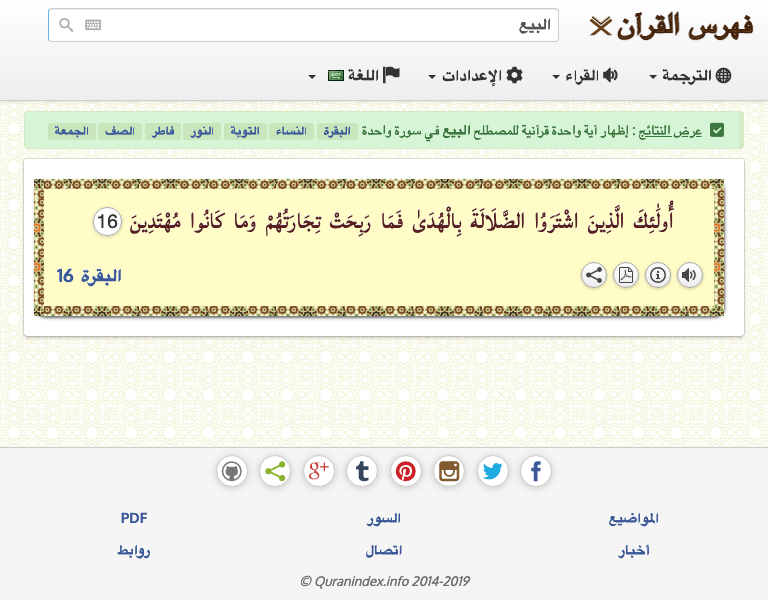 فهرس القرآن
البيع
الترجمة القراء الإعدادات اللغة
عرض النتائج : إظهار آية واحدة قرآنية للمصطلح البيع في سورة واحدة البقرة النساء التوبة النور فاطر الصف الجمعة
أُولَٰئِكَ الَّذِينَ اشْتَرَوُا الضَّلَالَةَ بِالْهُدَىٰ فَمَا رَبِحَتْ تِجَارَتُهُمْ وَمَا كَانُوا مُهْتَدِينَ 16
البقرة 16
المواضيع السور PDF
أخبار اتصال روابط
© Quranindex.info 2014-2019